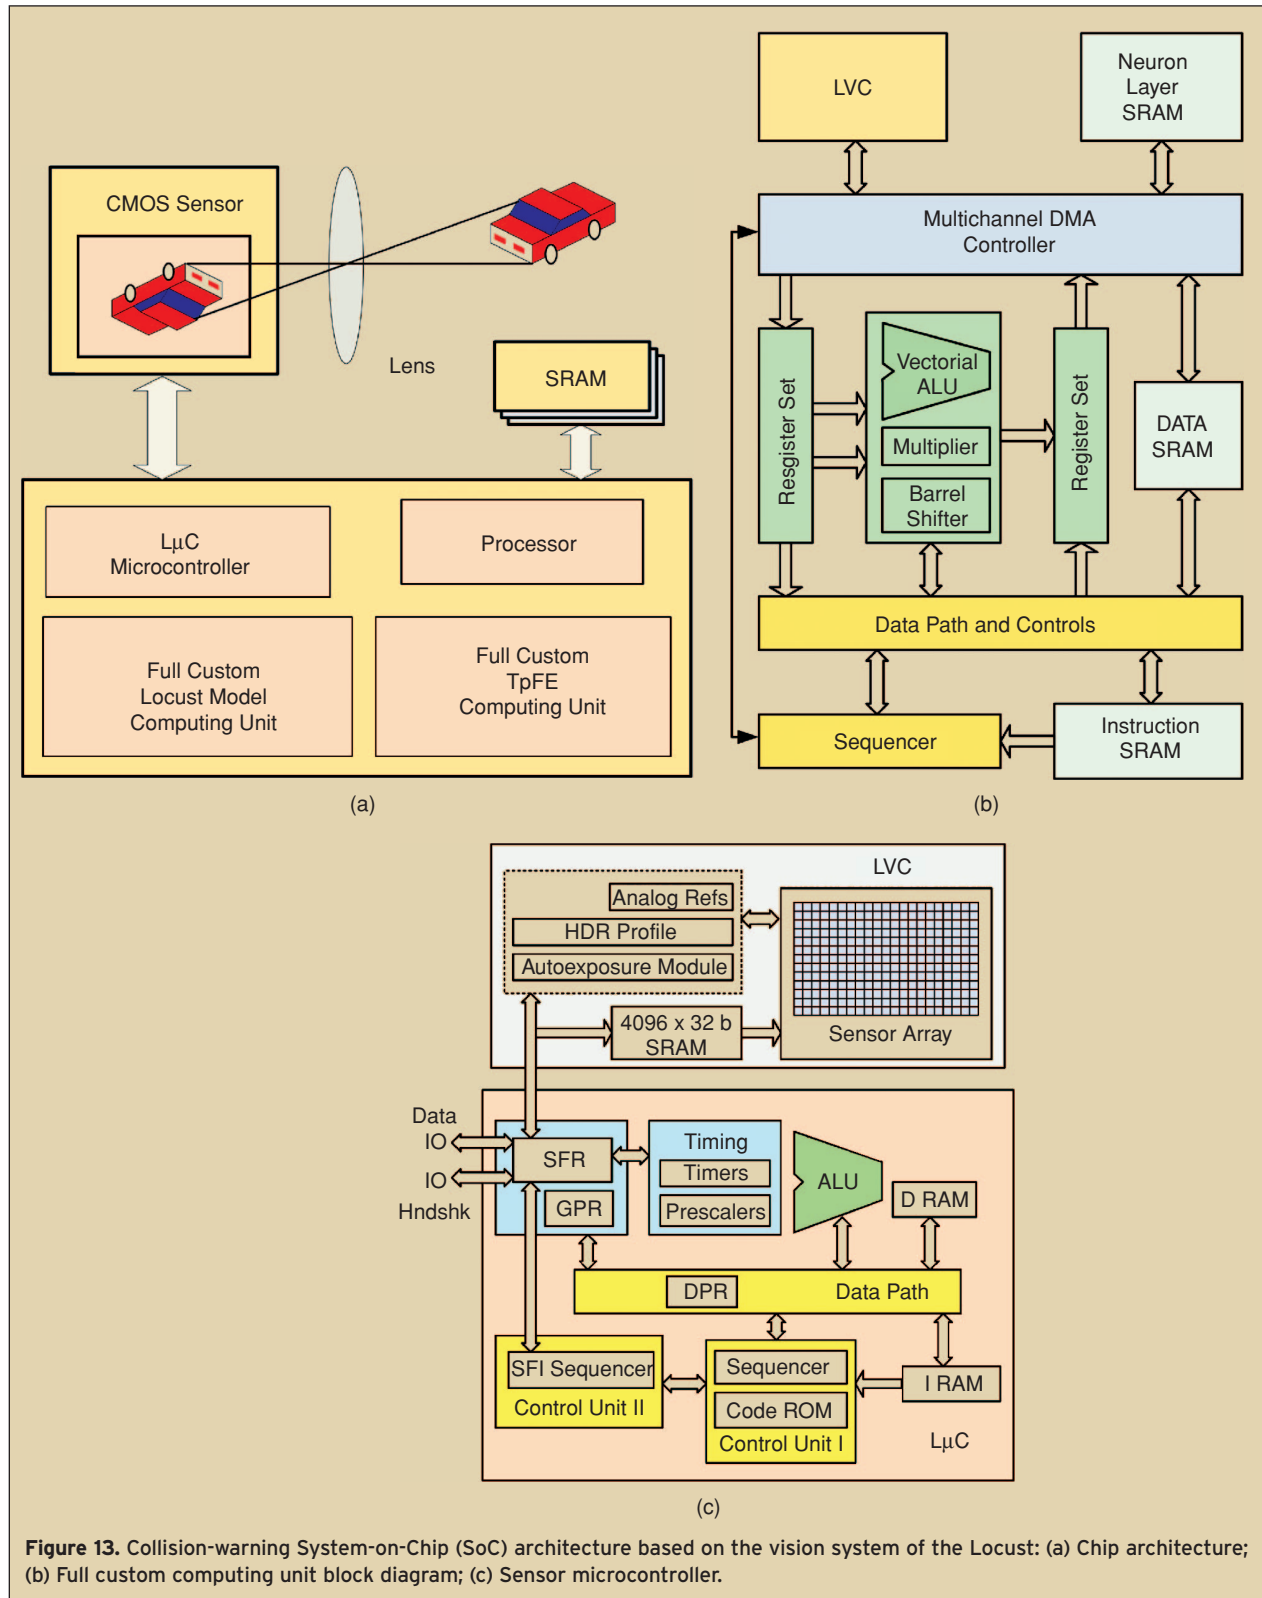 CMOS Sensor
Lens
SRAM
LμC
Microcontroller
Processor
Full Custom
Locust Model
Computing Unit
Full Custom
TpFE
Computing Unit
(a)
LVC
Neuron
Layer
SRAM
Multichannel DMA
Controller
Resgister Set
Vectorial
ALU
Multiplier
Barrel
Shifter
Register Set
DATA
SRAM
Data Path and Controls
Sequencer
Instruction
SRAM
(b)
LVC
Analog Refs
HDR Profile
Autoexposure Module
4096 x 32 b
SRAM
Sensor Array
Data
IO
IO
Hndshk
SFR
GPR
Timing
Timers
Prescalers
ALU
D RAM
DPR
Data Path
SFI Sequencer
Control Unit II
Sequencer
Code ROM
Control Unit I
I RAM
LμC
(c)
Figure 13. Collision-warning System-on-Chip (SoC) architecture based on the vision system of the Locust: (a) Chip architecture;
(b) Full custom computing unit block diagram; (c) Sensor microcontroller.